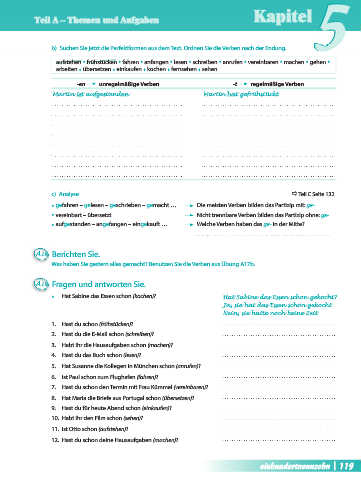 Teil A – Themen und Aufgaben
Kapitel 5
b) Suchen Sie jetzt die Perfektformen aus dem Text. Ordnen Sie die Verben nach der Endung.
aufstehen • frühstücken • fahren • anfangen • lesen • schreiben • anrufen • vereinbaren • machen • gehen •
arbeiten • übersetzen • einkaufen • kochen • fernsehen • sehen
-en → unregelmäßige Verben
-t → regelmäßige Verben
Martin ist aufgestanden
Martin hat gefrühstückt
c) Analyse
⇨ Teil C Seite 132
• gefahren – gelesen – geschrieben – gemacht ...
→ Die meisten Verben bilden das Partizip mit: ge-
• vereinbart – übersetzt
→ Nicht trennbare Verben bilden das Partizip ohne: ge-
• aufgestanden – angefangen – eingekauft ...
→ Welche Verben haben das ge- in der Mitte?
Berichten Sie.
Was haben Sie gestern alles gemacht? Benutzen Sie die Verben aus Übung A17b.
Fragen und antworten Sie.
• Hat Sabine das Essen schon (kochen)?
Hat Sabine das Essen schon gekocht?
Ja, sie hat das Essen schon gekocht.
Nein, sie hatte noch keine Zeit.
1. Hast du schon (frühstücken)?
2. Hast du die E-Mail schon (schreiben)?
3. Habt ihr die Hausaufgaben schon (machen)?
4. Hast du das Buch schon (lesen)?
5. Hat Susanne die Kollegen in München schon (anrufen)?
6. Ist Paul schon zum Flughafen (fahren)?
7. Hast du schon den Termin mit Frau Kümmel (vereinbaren)?
8. Hat Maria die Briefe aus Portugal schon (übersetzen)?
9. Hast du für heute Abend schon (einkaufen)?
10. Habt ihr den Film schon (sehen)?
11. Ist Otto schon (aufstehen)?
12. Hast du schon deine Hausaufgaben (machen)?
einhundertneunzehn | 119